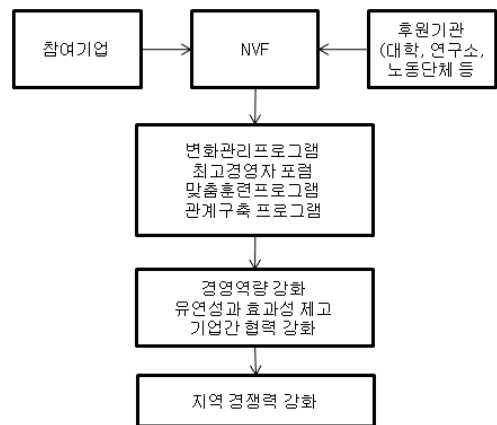 참여기업
NVF
후원기관
(대학, 연구소,
노동단체 등
변화관리프로그램
최고경영자 포럼
맞춤훈련프로그램
관계구축 프로그램
경영역량 강화
유연성과 효과성 제고
기업간 협력 강화
지역 경쟁력 강화